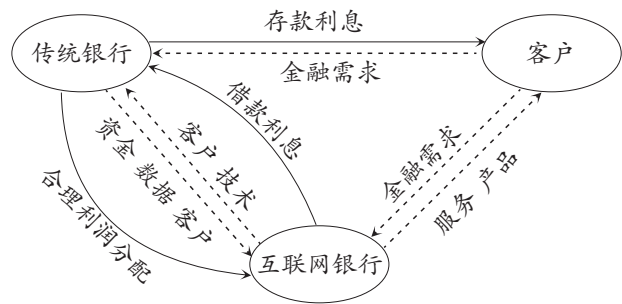 存款利息
传统银行
客户
金融需求
借款利息
客户 技术
资金 数据 客户
合理利润分配
金融需求
服务 产品
互联网银行